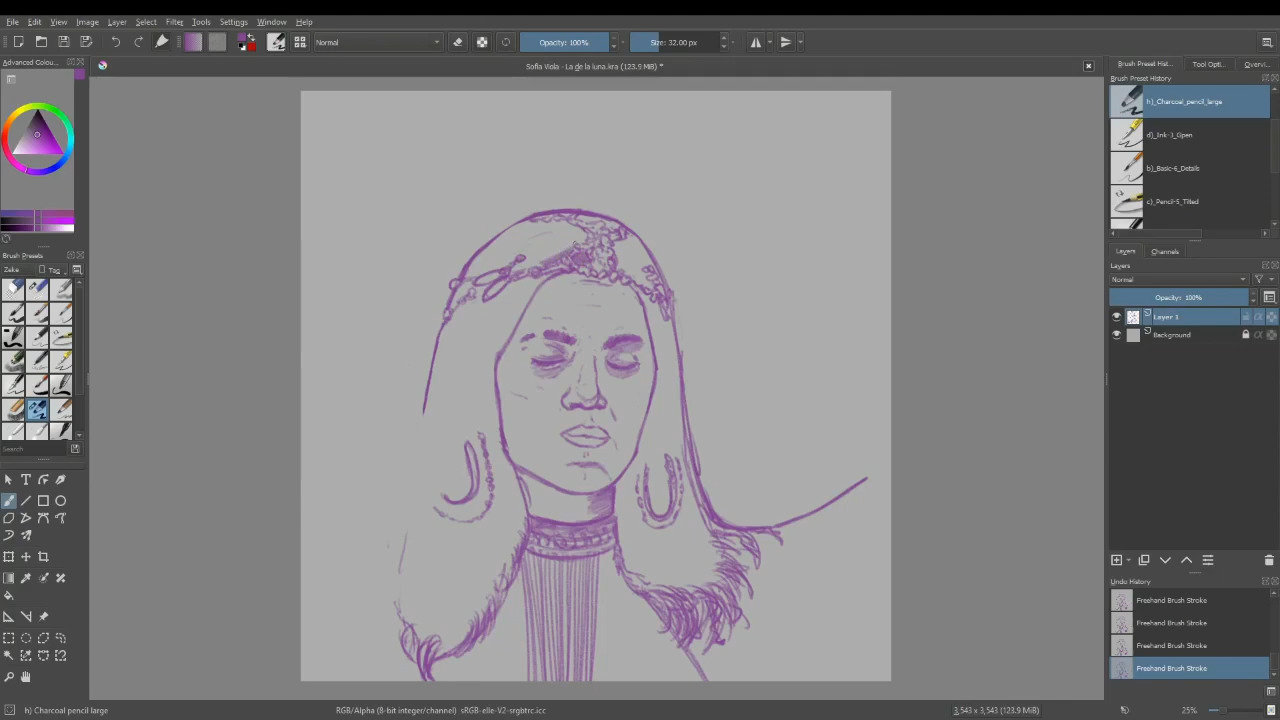 File Edit View Image Layer Select Filter Tools Settings Window Help
Normal Opacity: 100% Size: 32.00 px
Advanced Colou...
Sofia Viola - La de la luna.kra (123.9 MiB) *
Brush Preset Hist... Tool Opti... Overvi...
Brush Preset History
h)_Charcoal_pencil_large
d)_Ink-3_Gpen
b)_Basic-6_Details
c)_Pencil-5_Tilted
Layers Channels
Layers
Normal
Opacity: 100%
Layer 1
Background
Brush Presets
Zeke Tag
Search
Undo History
Freehand Brush Stroke
Freehand Brush Stroke
Freehand Brush Stroke
Freehand Brush Stroke
h) Charcoal pencil large
RGB/Alpha (8-bit integer/channel) sRGB-elle-V2-srgbtrc.icc
3,543 x 3,543 (123.9 MiB)
25%